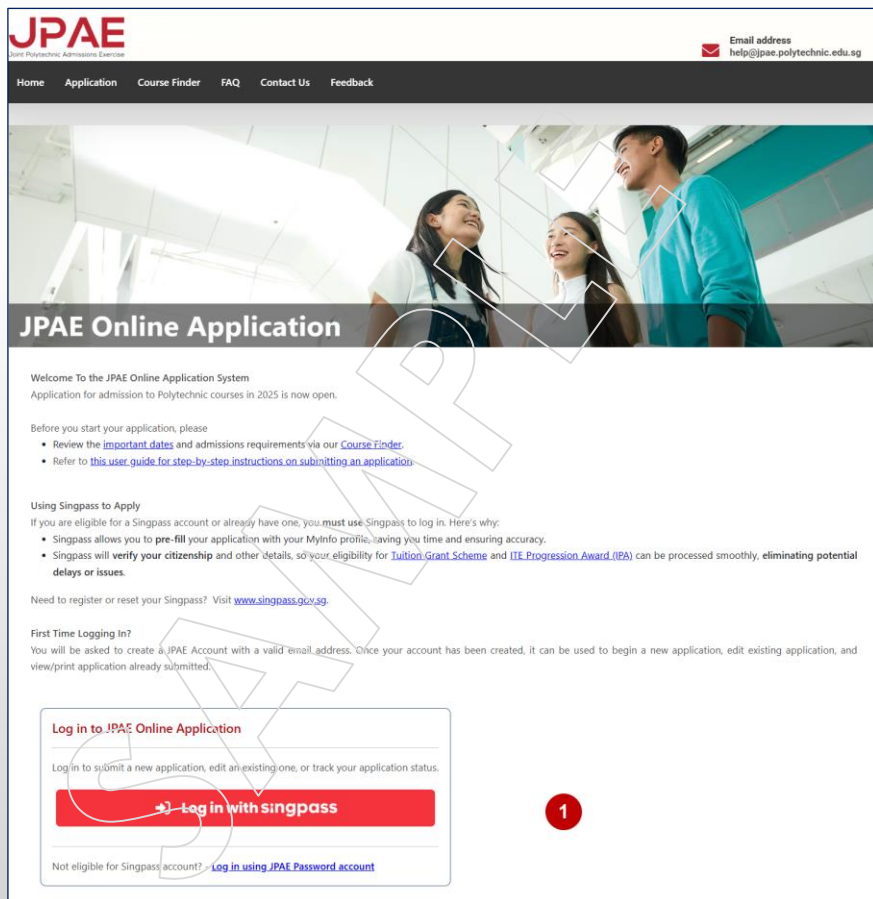 JPAE
Joint Polytechnic Admissions Exercise
Email address
help@jpae.polytechnic.edu.sg
Home Application Course Finder FAQ Contact Us Feedback
JPAE Online Application
Welcome To the JPAE Online Application System
Application for admission to Polytechnic courses in 2025 is now open.
Before you start your application, please
• Review the important dates and admissions requirements via our Course Finder.
• Refer to this user guide for step-by-step instructions on submitting an application.
Using Singpass to Apply
If you are eligible for a Singpass account or already have one, you must use Singpass to log in. Here's why:
• Singpass allows you to pre-fill your application with your MyInfo profile, saving you time and ensuring accuracy.
• Singpass will verify your citizenship and other details, so your eligibility for Tuition Grant Scheme and ITE Progression Award (IPA) can be processed smoothly, eliminating potential
delays or issues.
Need to register or reset your Singpass? Visit www.singpass.gov.sg.
First Time Logging In?
You will be asked to create a JPAE Account with a valid email address. Once your account has been created, it can be used to begin a new application, edit existing application, and
view/print application already submitted.
Log in to JPAE Online Application
Log in to submit a new application, edit an existing one, or track your application status.
Log in with singpass
1
Not eligible for Singpass account? - Log in using JPAE Password account
SAMPLE